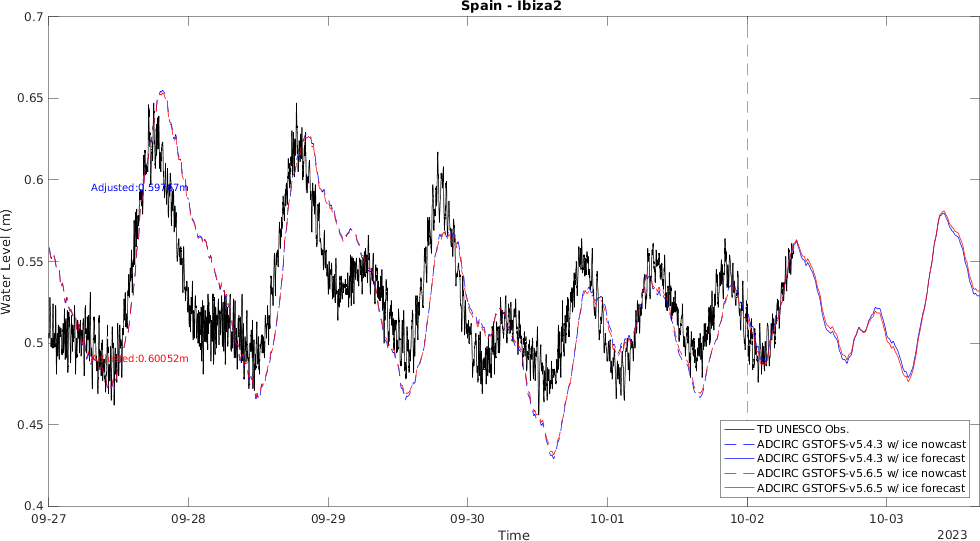 Spain - Ibiza2
Water Level (m)
0.7
0.65
0.6
0.55
0.5
0.45
0.4
Adjusted:0.59767m
Adjusted:0.60052m
TD UNESCO Obs.
ADCIRC GSTOFS-v5.4.3 w/ ice nowcast
ADCIRC GSTOFS-v5.4.3 w/ ice forecast
ADCIRC GSTOFS-v5.6.5 w/ ice nowcast
ADCIRC GSTOFS-v5.6.5 w/ ice forecast
09-27 09-28 09-29 09-30 10-01 10-02 10-03
Time
2023